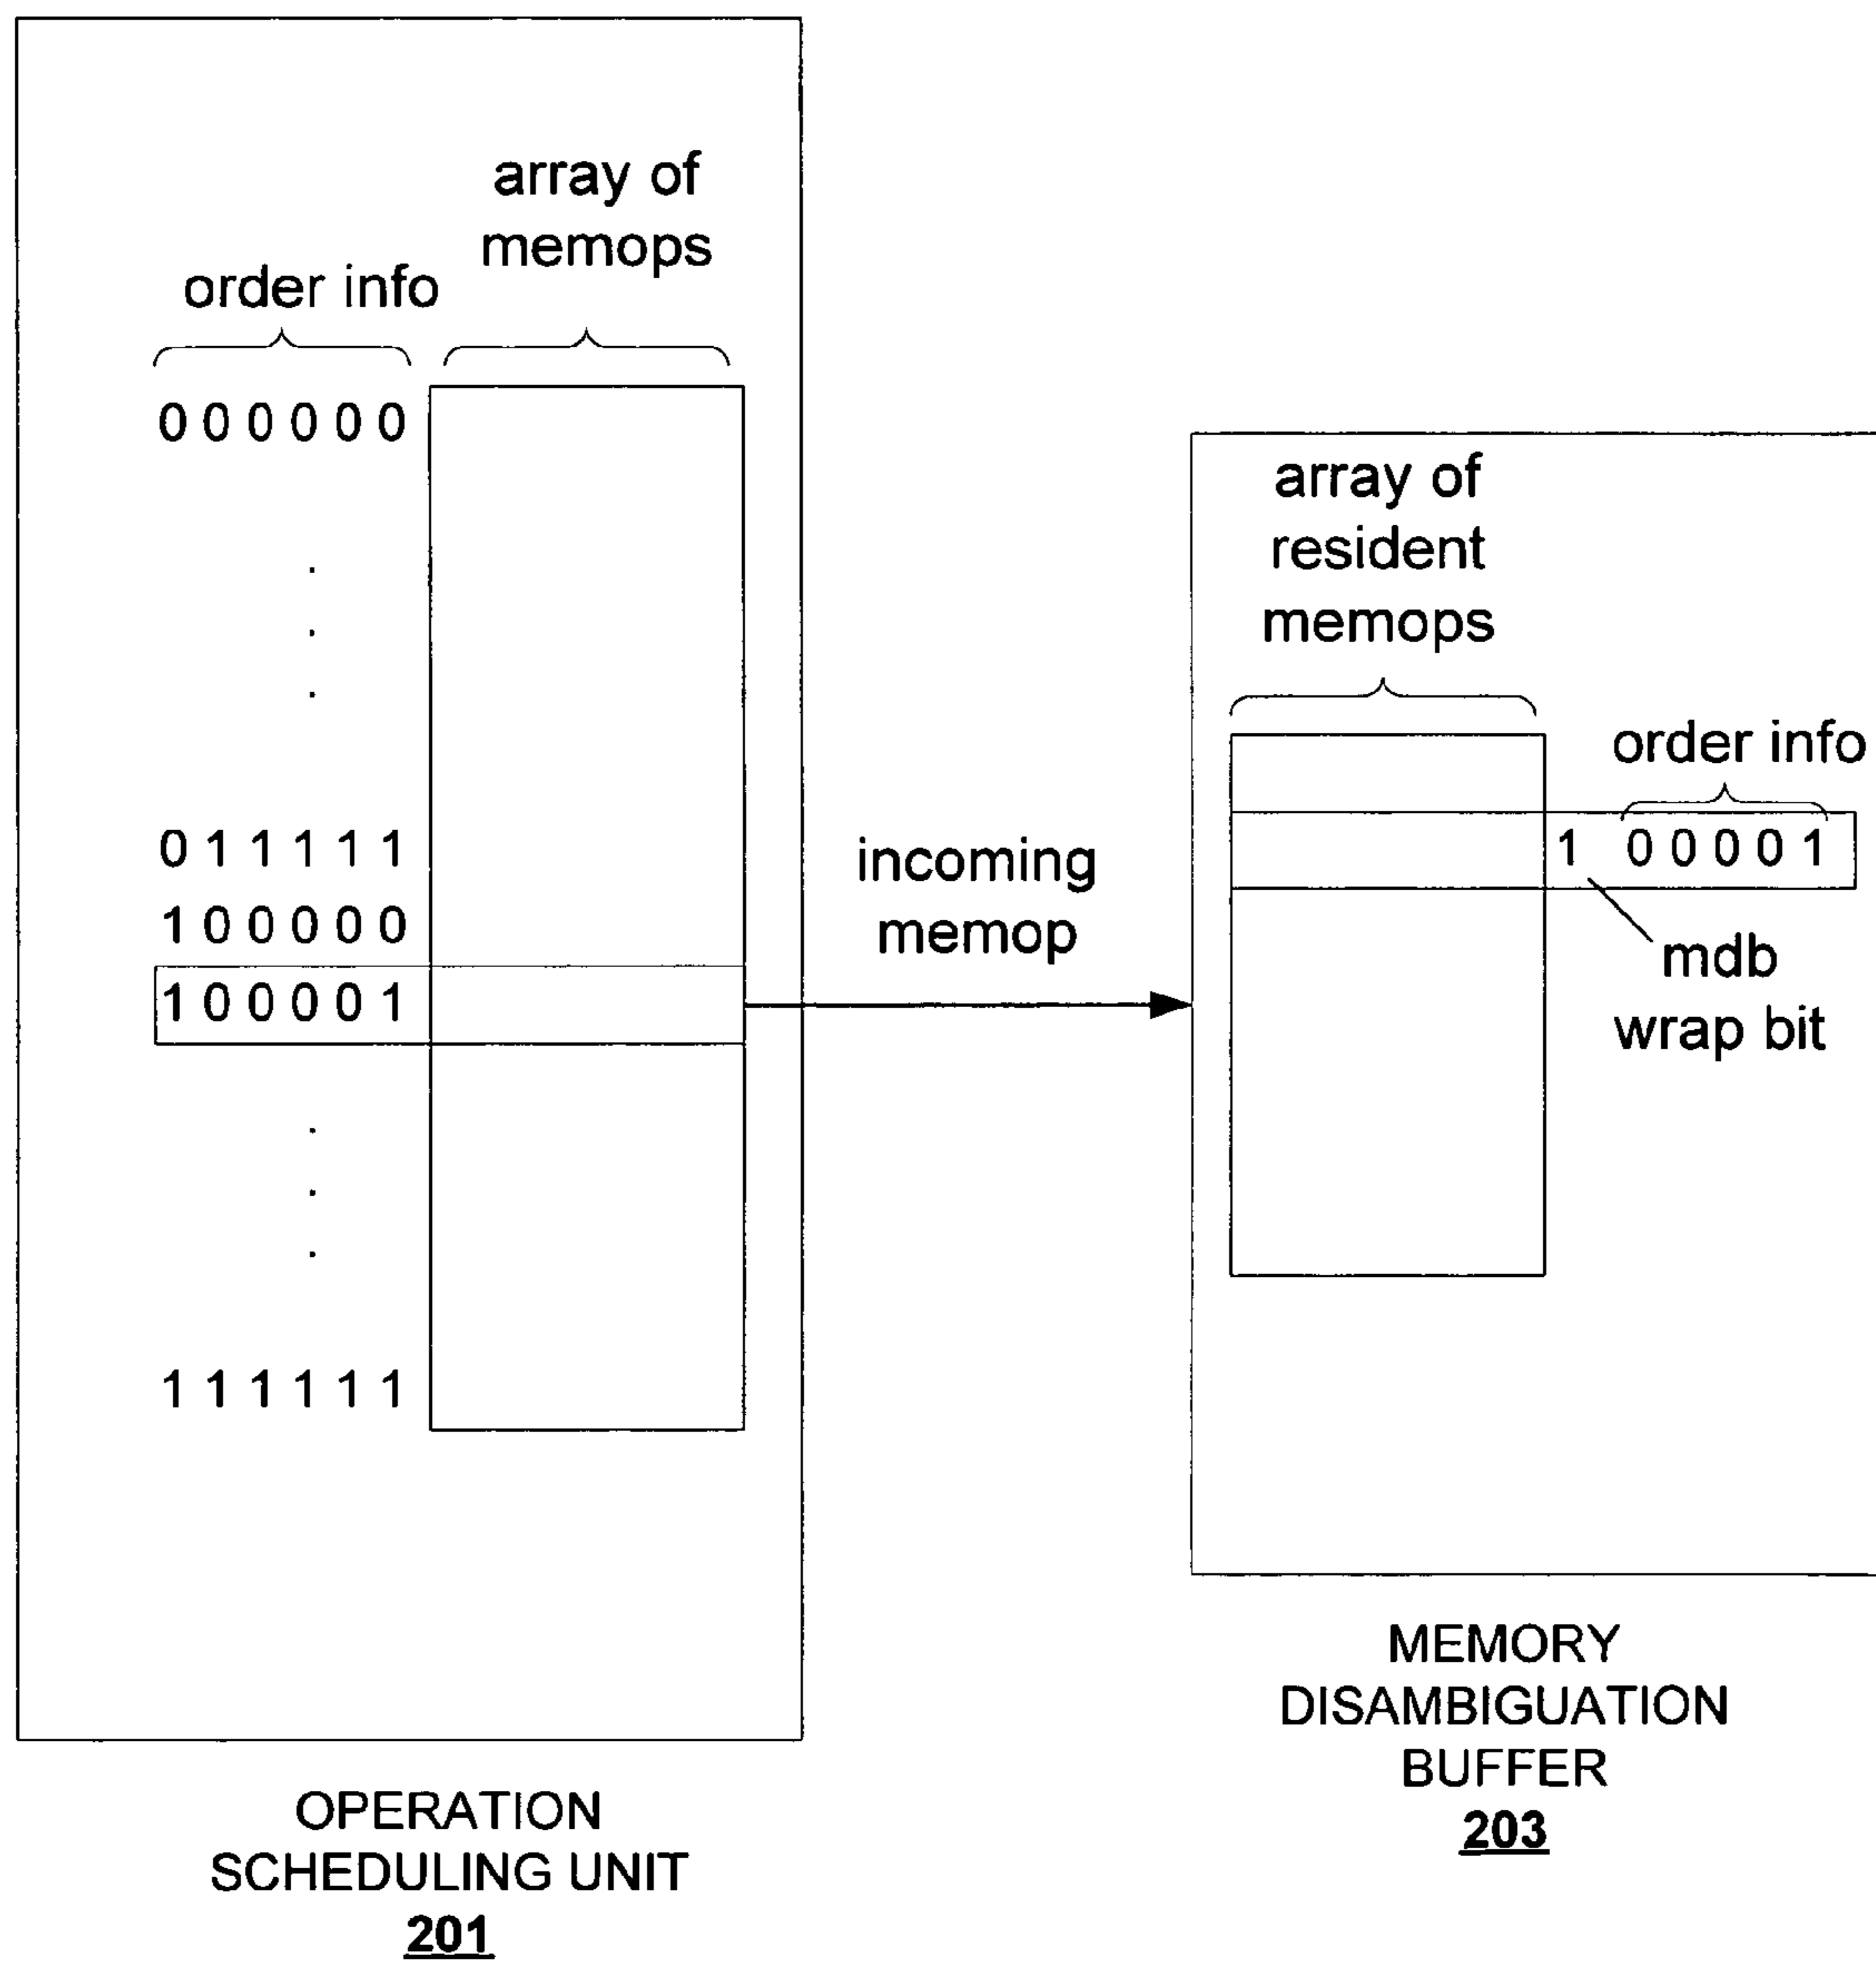 array of
memops
order info
0 0 0 0 0 0
.
.
.
0 1 1 1 1 1
1 0 0 0 0 0
1 0 0 0 0 1
.
.
.
1 1 1 1 1 1
OPERATION
SCHEDULING UNIT
201
incoming
memop
array of
resident
memops
order info
1 0 0 0 0 1
mdb
wrap bit
MEMORY
DISAMBIGUATION
BUFFER
203